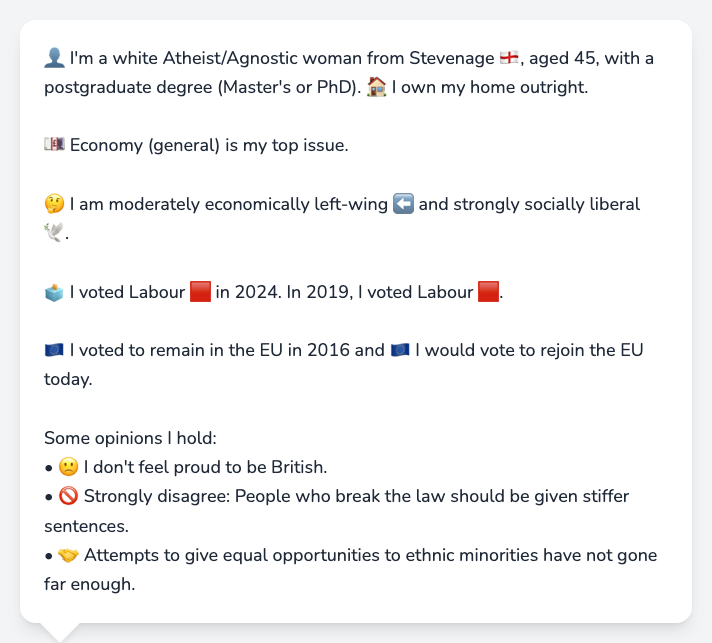 👤 I'm a white Atheist/Agnostic woman from Stevenage 🏴󠁧󠁢󠁥󠁮󠁧󠁿, aged 45, with a
postgraduate degree (Master's or PhD). 🏠 I own my home outright.
💷 Economy (general) is my top issue.
🤔 I am moderately economically left-wing ⬅️ and strongly socially liberal
🕊️.
🗳️ I voted Labour 🟥 in 2024. In 2019, I voted Labour 🟥.
🇪🇺 I voted to remain in the EU in 2016 and 🇪🇺 I would vote to rejoin the EU
today.
Some opinions I hold:
• 🙁 I don't feel proud to be British.
• 🚫 Strongly disagree: People who break the law should be given stiffer
sentences.
• 🤝 Attempts to give equal opportunities to ethnic minorities have not gone
far enough.